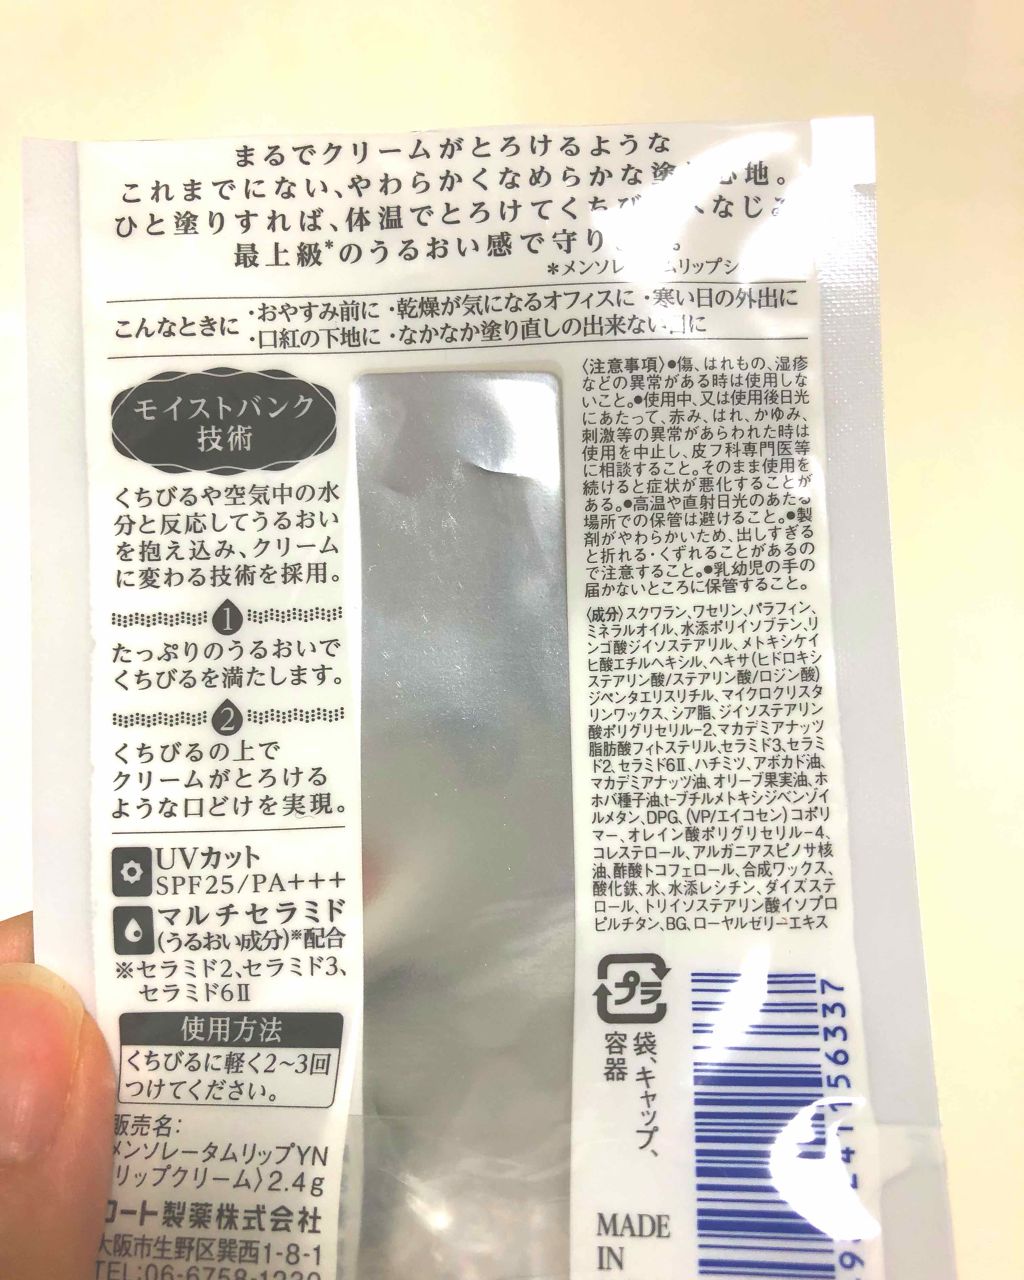 まるでクリームがとろけるような
これまでにない、やわらかくなめらかな塗 心地。
ひと塗りすれば、体温でとろけてくちび くなじ
最上級*のうるおい感で守り 。
*メンソレータムリップシ
こんなときに
・おやすみ前に ・乾燥が気になるオフィスに ・寒い日の外出に
・口紅の下地に ・なかなか塗り直しの出来ない日に
モイストバンク
技術
くちびるや空気中の水
分と反応してうるおい
を抱え込み、クリーム
に変わる技術を採用。
1
たっぷりのうるおいで
くちびるを満たします。
2
くちびるの上で
クリームがとろける
ような口どけを実現。
UVカット
SPF25/PA+++
マルチセラミド
(うるおい成分)※配合
※セラミド2、セラミド3、
セラミド6Ⅱ
使用方法
くちびるに軽く2~3回
つけてください。
販売名:
メンソレータムリップYN
リップクリーム〉2.4g
ロート製薬株式会社
大阪市生野区巽西1-8-1
TEL:06-6758-1230
〈注意事項〉●傷、はれもの、湿疹
などの異常がある時は使用しな
いこと。●使用中、又は使用後日光
にあたって、赤み、はれ、かゆみ、
刺激等の異常があらわれた時は
使用を中止し、皮フ科専門医等
に相談すること。そのまま使用を
続けると症状が悪化することが
ある。●高温や直射日光のあたる
場所での保管は避けること。●製
剤がやわらかいため、出しすぎる
と折れる・くずれることがあるの
で注意すること。●乳幼児の手の
届かないところに保管すること。
〈成分〉スクワラン、ワセリン、パラフィン、
ミネラルオイル、水添ポリイソブテン、リ
ンゴ酸ジイソステアリル、メトキシケイ
ヒ酸エチルヘキシル、ヘキサ(ヒドロキシ
ステアリン酸/ステアリン酸/ロジン酸)
ジペンタエリスリチル、マイクロクリスタ
リンワックス、シア脂、ジイソステアリン
酸ポリグリセリル-2、マカデミアナッツ
脂肪酸フィトステリル、セラミド3、セラミ
ド2、セラミド6Ⅱ、ハチミツ、アボカド油、
マカデミアナッツ油、オリーブ果実油、ホ
ホバ種子油、t-ブチルメトキシジベンゾイ
ルメタン、DPG、(VP/エイコセン)コポリ
マー、オレイン酸ポリグリセリル-4、
コレステロール、アルガニアスピノサ核
油、酢酸トコフェロール、合成ワックス、
酸化鉄、水、水添レシチン、ダイズステ
ロール、トリイソステアリン酸イソプロ
ピルチタン、BG、ローヤルゼリーエキス
プラ
袋、キャップ、
容器
MADE
IN
241156337